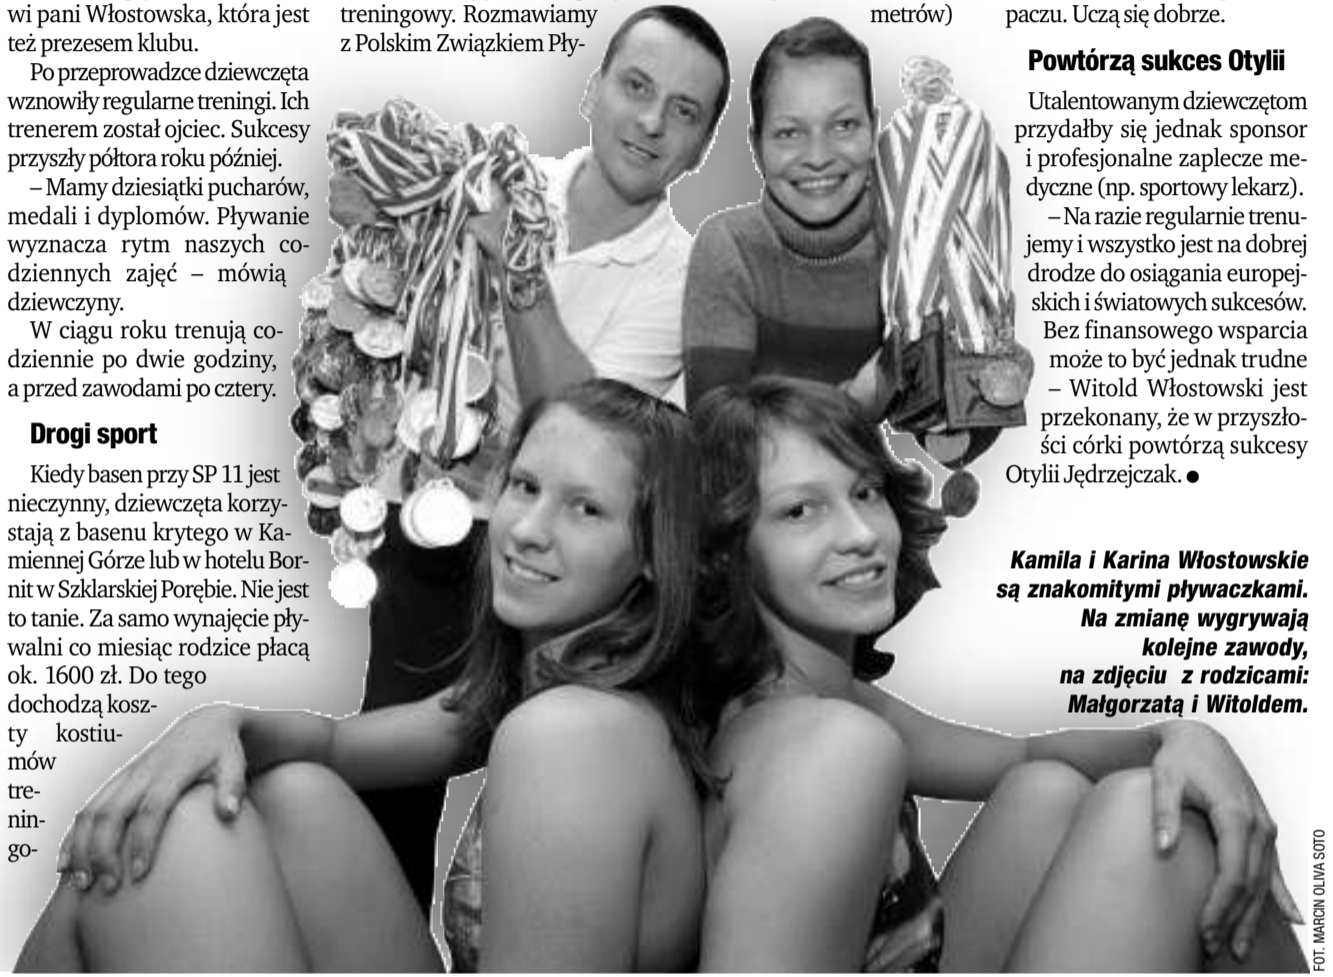 wi pani Włostowska, która jest
też prezesem klubu.
Po przeprowadzce dziewczęta
wznowiły regularne treningi. Ich
trenerem został ojciec. Sukcesy
przyszły półtora roku później.
– Mamy dziesiątki pucharów,
medali i dyplomów. Pływanie
wyznacza rytm naszych co-
dziennych zajęć – mówią
dziewczyny.
W ciągu roku trenują co-
dziennie po dwie godziny,
a przed zawodami po cztery.
Drogi sport
Kiedy basen przy SP 11 jest
nieczynny, dziewczęta korzy-
stają z basenu krytego w Ka-
miennej Górze lub w hotelu Bor-
nit w Szklarskiej Porębie. Nie jest
to tanie. Za samo wynajęcie pły-
walni co miesiąc rodzice płacą
ok. 1600 zł. Do tego
dochodzą kosz-
ty kostiu-
mów
tre-
nin-
go-
treningowy. Rozmawiamy
z Polskim Związkiem Pły-
metrów)
paczu. Uczą się dobrze.
Powtórzą sukces Otylii
Utalentowanym dziewczętom
przydałby się jednak sponsor
i profesjonalne zaplecze me-
dyczne (np. sportowy lekarz).
– Na razie regularnie trenu-
jemy i wszystko jest na dobrej
drodze do osiągania europej-
skich i światowych sukcesów.
Bez finansowego wsparcia
może to być jednak trudne
– Witold Włostowski jest
przekonany, że w przyszło-
ści córki powtórzą sukcesy
Otylii Jędrzejczak. ●
Kamila i Karina Włostowskie
są znakomitymi pływaczkami.
Na zmianę wygrywają
kolejne zawody,
na zdjęciu z rodzicami:
Małgorzatą i Witoldem.
FOT. MARCIN OLIVA SOTO